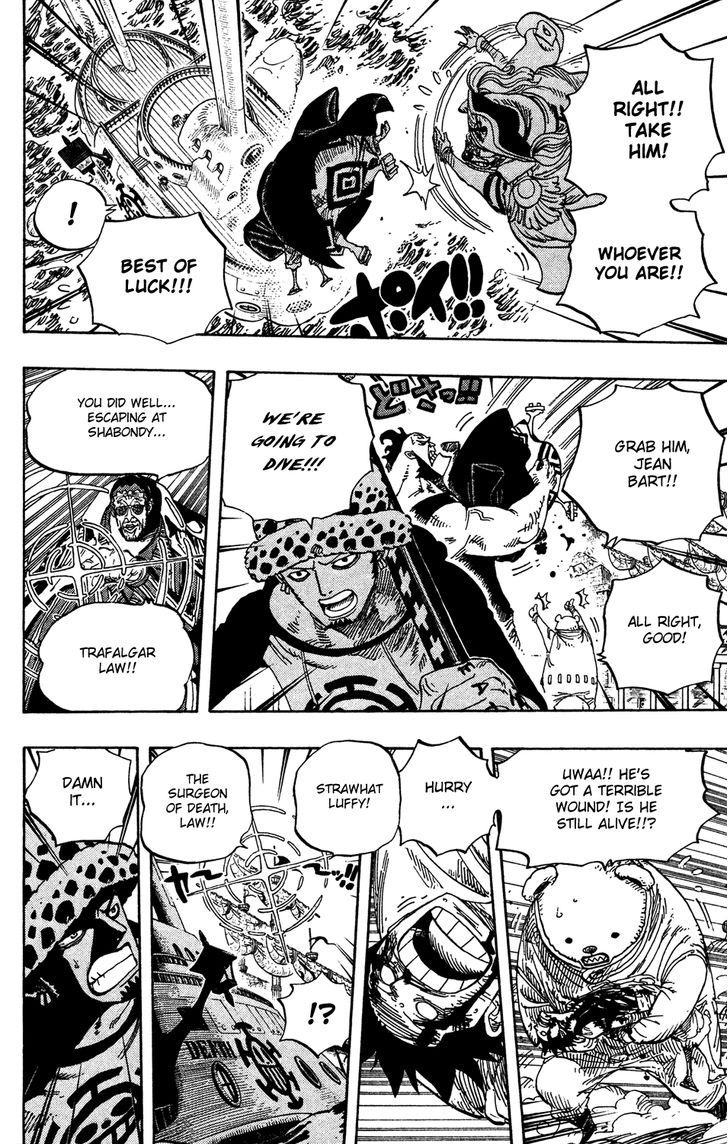 ALL
RIGHT!!
TAKE
HIM!
WHOEVER
YOU ARE!!
ポイ!!
!
BEST OF
LUCK!!!
GRAB HIM,
JEAN
BART!!
ALL RIGHT,
GOOD!
WE'RE
GOING TO
DIVE!!!
YOU DID WELL...
ESCAPING AT
SHABONDY...
TRAFALGAR
LAW!!
UWAA!! HE'S
GOT A TERRIBLE
WOUND! IS HE
STILL ALIVE!!?
HURRY
...
STRAWHAT
LUFFY!
THE
SURGEON
OF DEATH,
LAW!!
!?
DEATH
DAMN
IT...